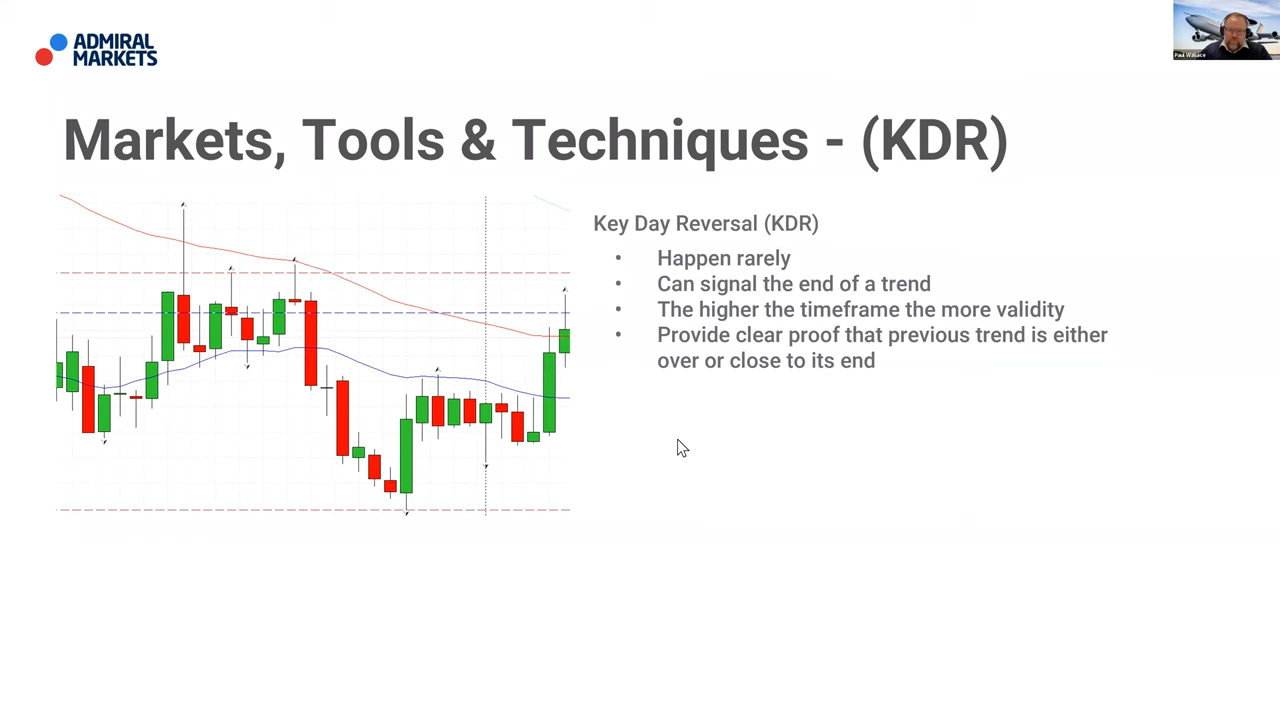 ADMIRAL
MARKETS
Paul Wallace
Markets, Tools & Techniques - (KDR)
Key Day Reversal (KDR)
• Happen rarely
• Can signal the end of a trend
• The higher the timeframe the more validity
• Provide clear proof that previous trend is either
over or close to its end